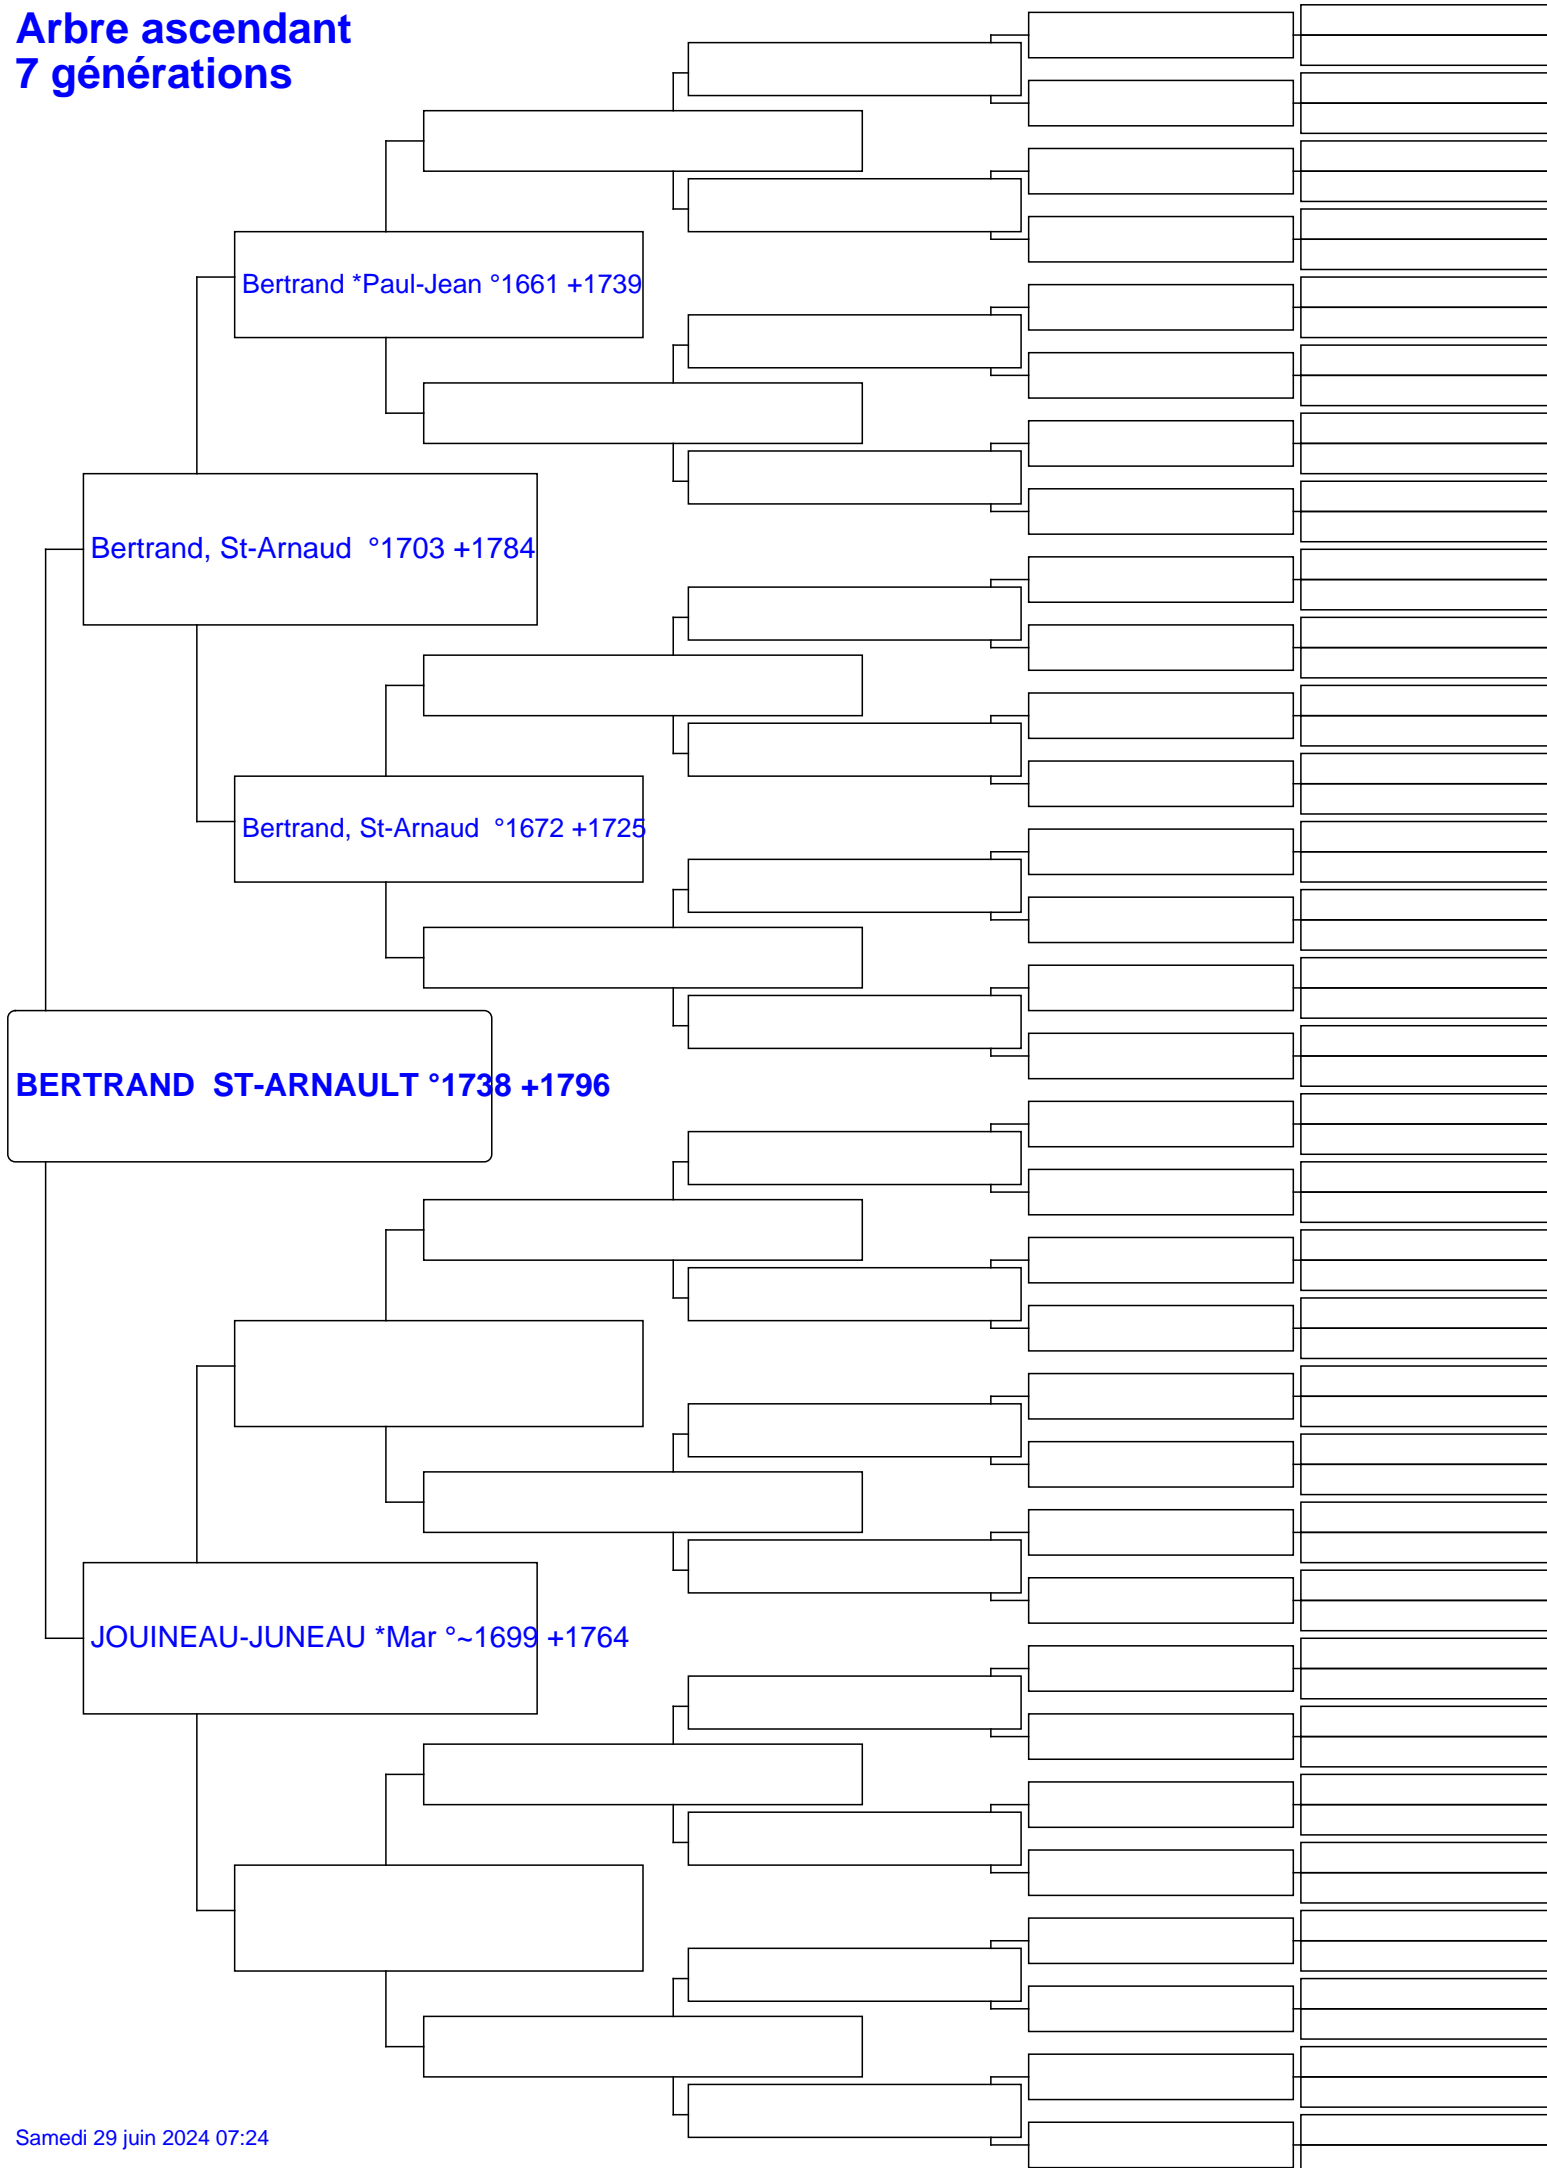 Arbre ascendant
7 générations
Bertrand *Paul-Jean °1661 +1739
Bertrand, St-Arnaud  °1703 +1784
Bertrand, St-Arnaud  °1672 +1725
BERTRAND  ST-ARNAULT °1738 +1796
JOUINEAU-JUNEAU *Mar °~1699 +1764
Samedi 29 juin 2024 07:24